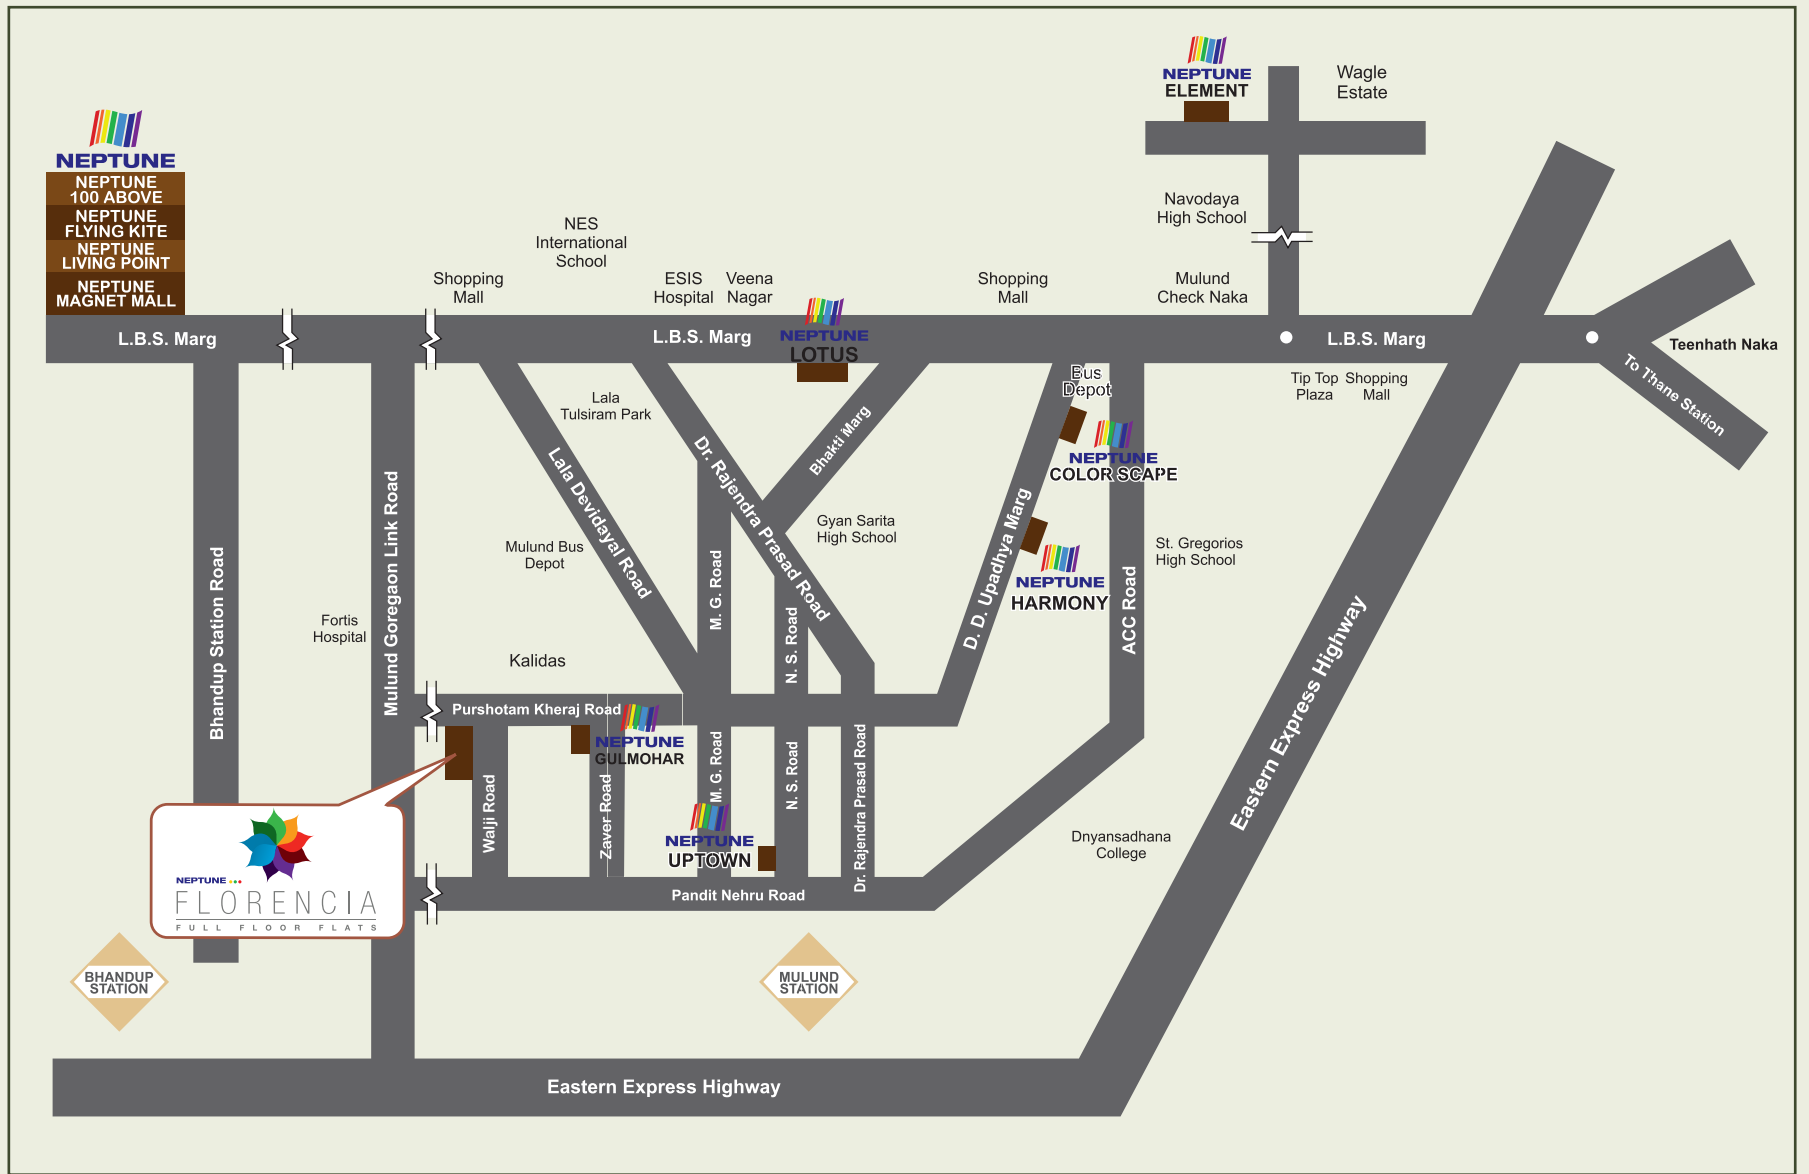 NEPTUNE
ELEMENT
Wagle
Estate
NEPTUNE
NEPTUNE
100 ABOVE
NEPTUNE
FLYING KITE
NEPTUNE
LIVING POINT
NEPTUNE
MAGNET MALL
NES
International
School
Navodaya
High School
Shopping
Mall
ESIS
Hospital
Veena
Nagar
Shopping
Mall
Mulund
Check Naka
L.B.S. Marg
L.B.S. Marg
NEPTUNE
LOTUS
L.B.S. Marg
Teenhath Naka
To Thane Station
Bus
Depot
Tip Top
Plaza
Shopping
Mall
Lala
Tulsiram Park
Bhakti Marg
NEPTUNE
COLOR SCAPE
Lala Devidayal Road
Dr. Rajendra Prasad Road
Gyan Sarita
High School
Mulund Bus
Depot
D. D. Upadhya Marg
St. Gregorios
High School
NEPTUNE
HARMONY
ACC Road
Bhandup Station Road
Mulund Goregaon Link Road
Fortis
Hospital
M. G. Road
N. S. Road
Kalidas
Purshotam Kheraj Road
NEPTUNE
GULMOHAR
Eastern Express Highway
Walji Road
Zaver Road
M. G. Road
N. S. Road
Dr. Rajendra Prasad Road
NEPTUNE
UPTOWN
Dnyansadhana
College
Pandit Nehru Road
NEPTUNE
FLORENCIA
FULL FLOOR FLATS
BHANDUP
STATION
MULUND
STATION
Eastern Express Highway